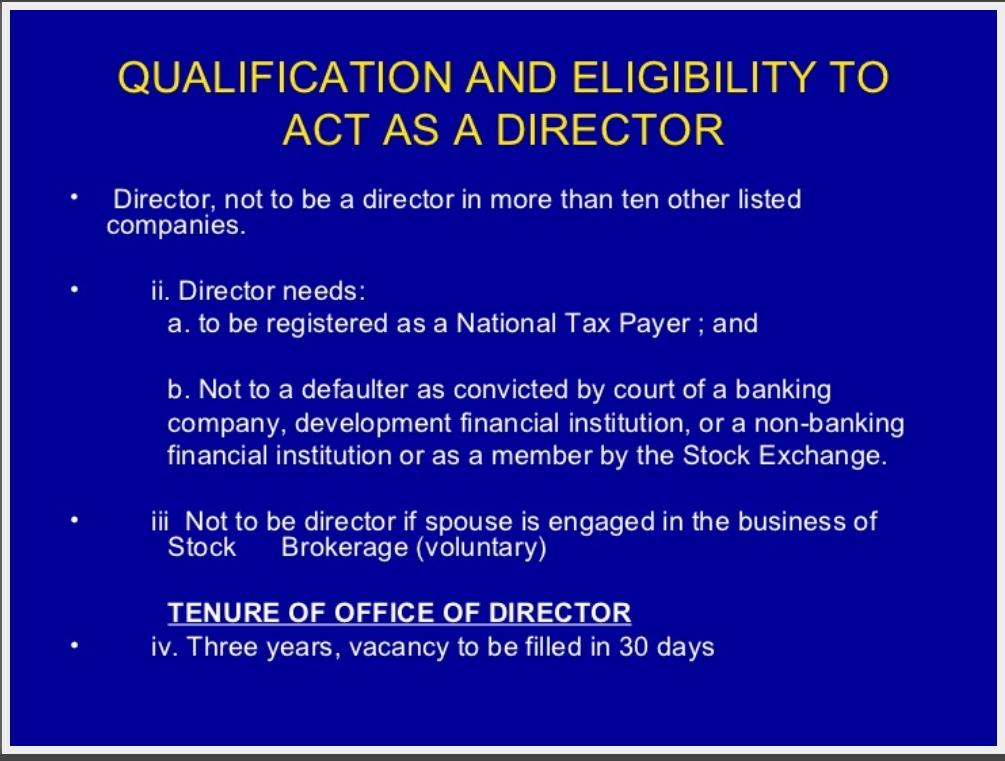 QUALIFICATION AND ELIGIBILITY TO
ACT AS A DIRECTOR
• Director, not to be a director in more than ten other listed
companies.
• ii. Director needs:
a. to be registered as a National Tax Payer ; and
b. Not to a defaulter as convicted by court of a banking
company, development financial institution, or a non-banking
financial institution or as a member by the Stock Exchange.
• iii Not to be director if spouse is engaged in the business of
Stock Brokerage (voluntary)
TENURE OF OFFICE OF DIRECTOR
• iv. Three years, vacancy to be filled in 30 days